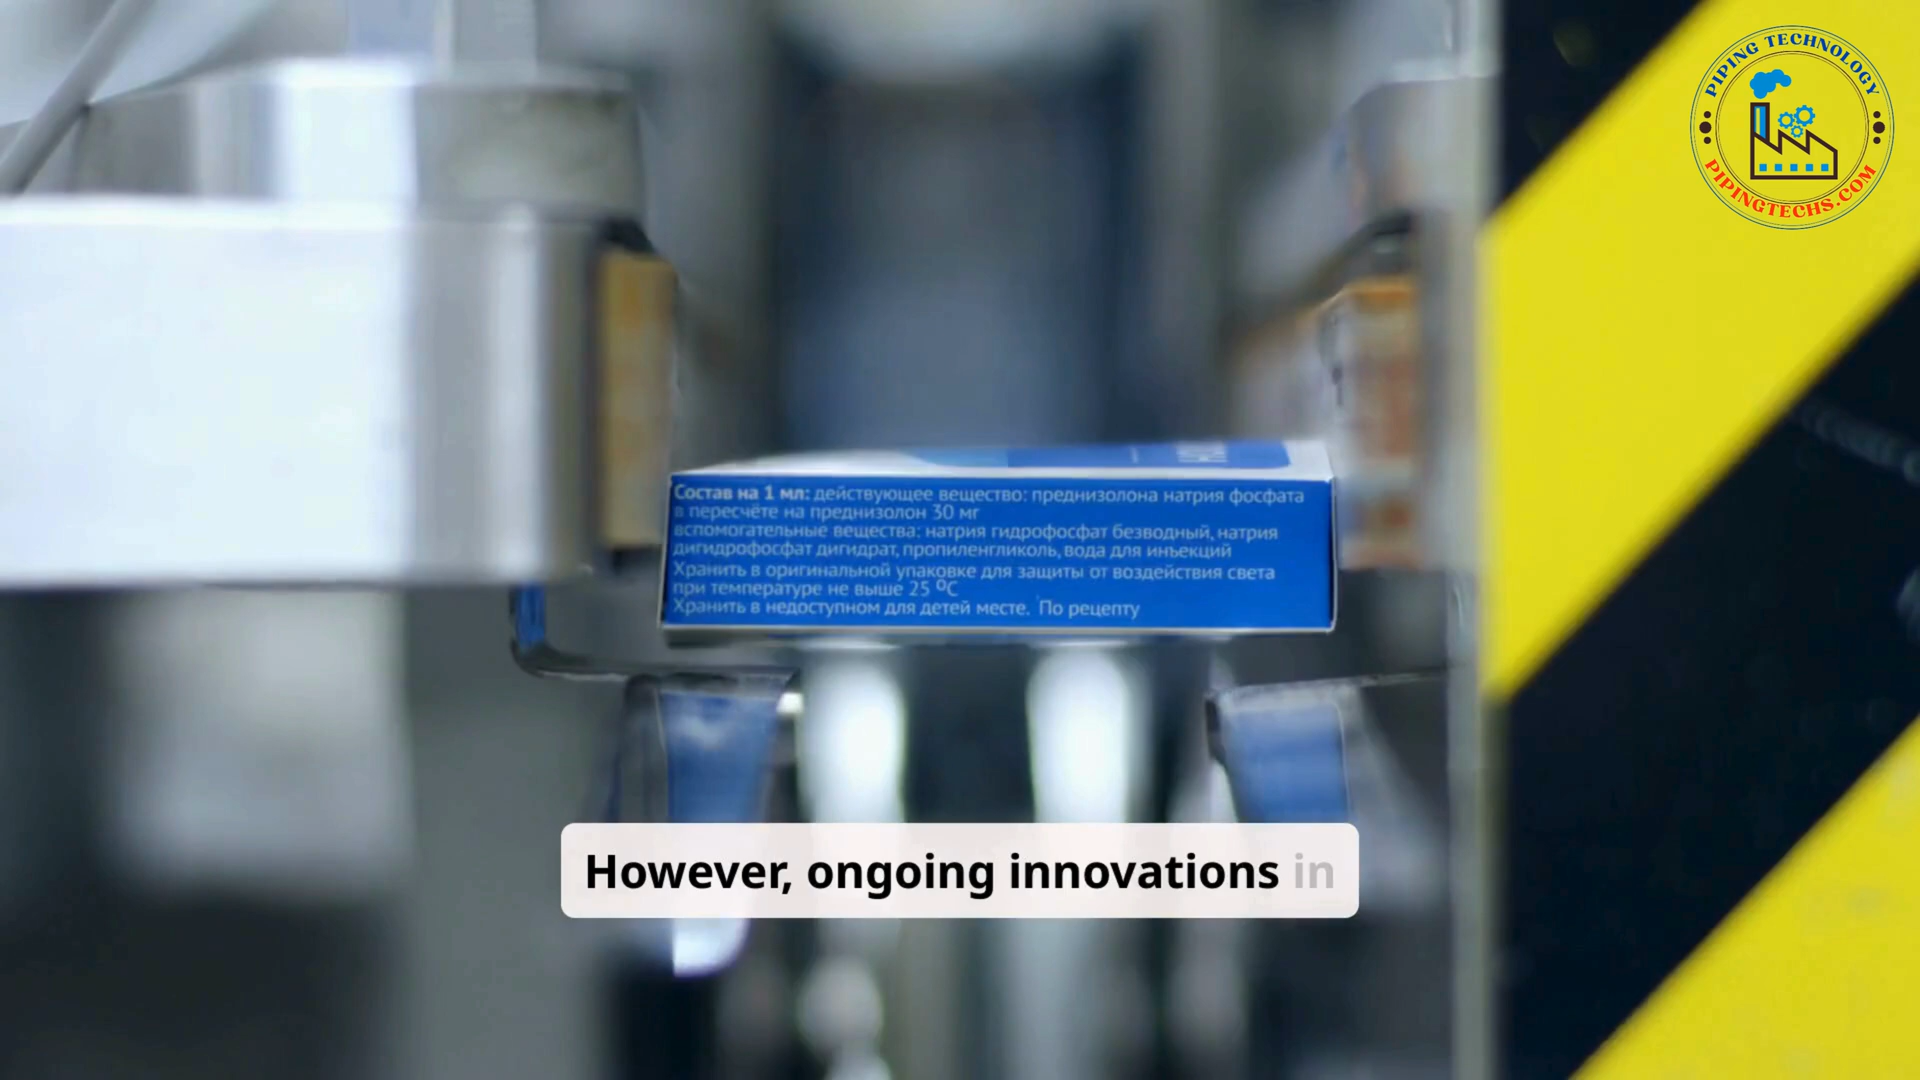 PIPING TECHNOLOGY
PIPINGTECHS.COM
Состав на 1 мл: действующее вещество: преднизолона натрия фосфата
в пересчёте на преднизолон 30 мг
вспомогательные вещества: натрия гидрофосфат безводный, натрия
дигидрофосфат дигидрат, пропиленгликоль, вода для инъекций
Хранить в оригинальной упаковке для защиты от воздействия света
при температуре не выше 25 ºС
Хранить в недоступном для детей месте. По рецепту
However, ongoing innovations in